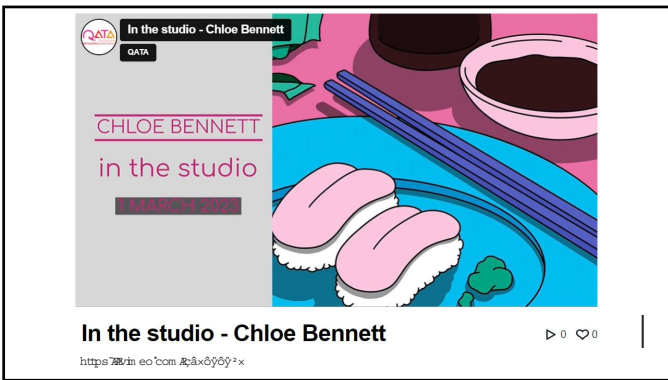 QATA
In the studio - Chloe Bennett
QATA
CHLOE BENNETT
in the studio
1 MARCH 2023
In the studio - Chloe Bennett
0 0